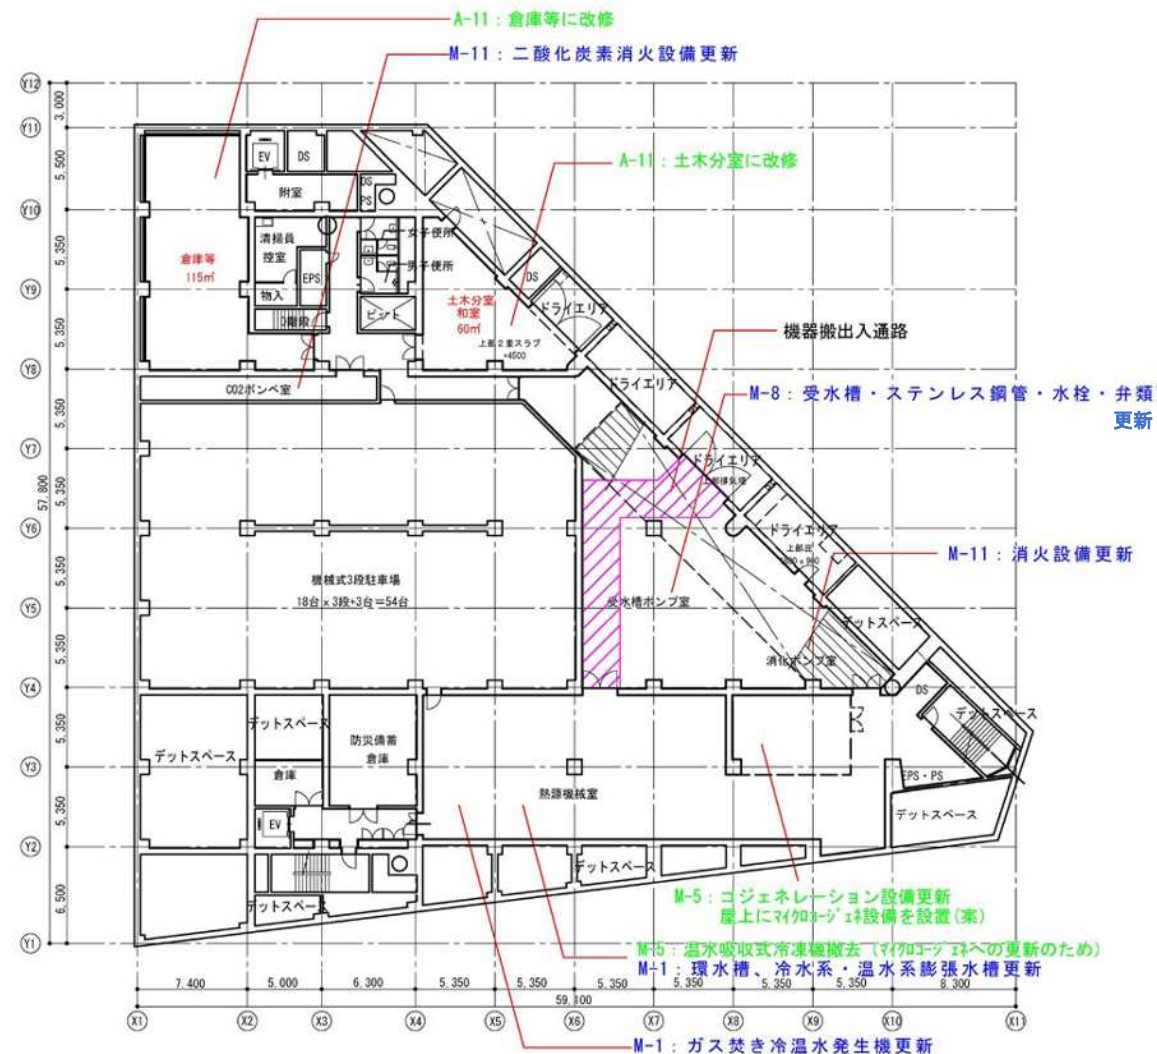 A-11：倉庫等に改修
M-11：二酸化炭素消火設備更新
Y12
3,000
Y11
5,500
EV
DS
A-11：土木分室に改修
附室
DS
PS
Y10
5,350
清掃員
控室
女子便所
倉庫等
115㎡
EPS
男子便所
DS
Y9
物入
土木分室
和室
60㎡
ドライエリア
5,350
D階段
ピット
上部2重スラブ
+4500
機器搬出入通路
Y8
CO2ボンベ室
ドライエリア
M-8：受水槽・ステンレス鋼管・水栓・弁類
更新
5,350
Y7
ドライエリア
57,800
5,350
Y6
ドライエリア
M-11：消火設備更新
機械式3段駐車場
18台x3段+3台=54台
5,350
Y5
受水槽ポンプ室
デットスペース
5,350
消化ポンプ室
Y4
DS
デットスペース
デットスペース
デットスペース
防災備蓄
倉庫
5,350
Y3
倉庫
EPS・PS
熱源機械室
5,350
デットスペース
EV
Y2
デットスペース
6,500
M-5：コジェネレーション設備更新
屋上にマイクロコージェネ設備を設置(案)
デットスペース
Y1
M-5：温水吸収式冷凍機撤去（マイクロコージェネへの更新のため）
M-1：環水槽、冷水系・温水系膨張水槽更新
7,400 5,000 6,300 5,350 5,350 5,350 5,350 5,350 5,350 8,300
59,100
X1 X2 X3 X4 X5 X6 X7 X8 X9 X10 X11
M-1：ガス焚き冷温水発生機更新